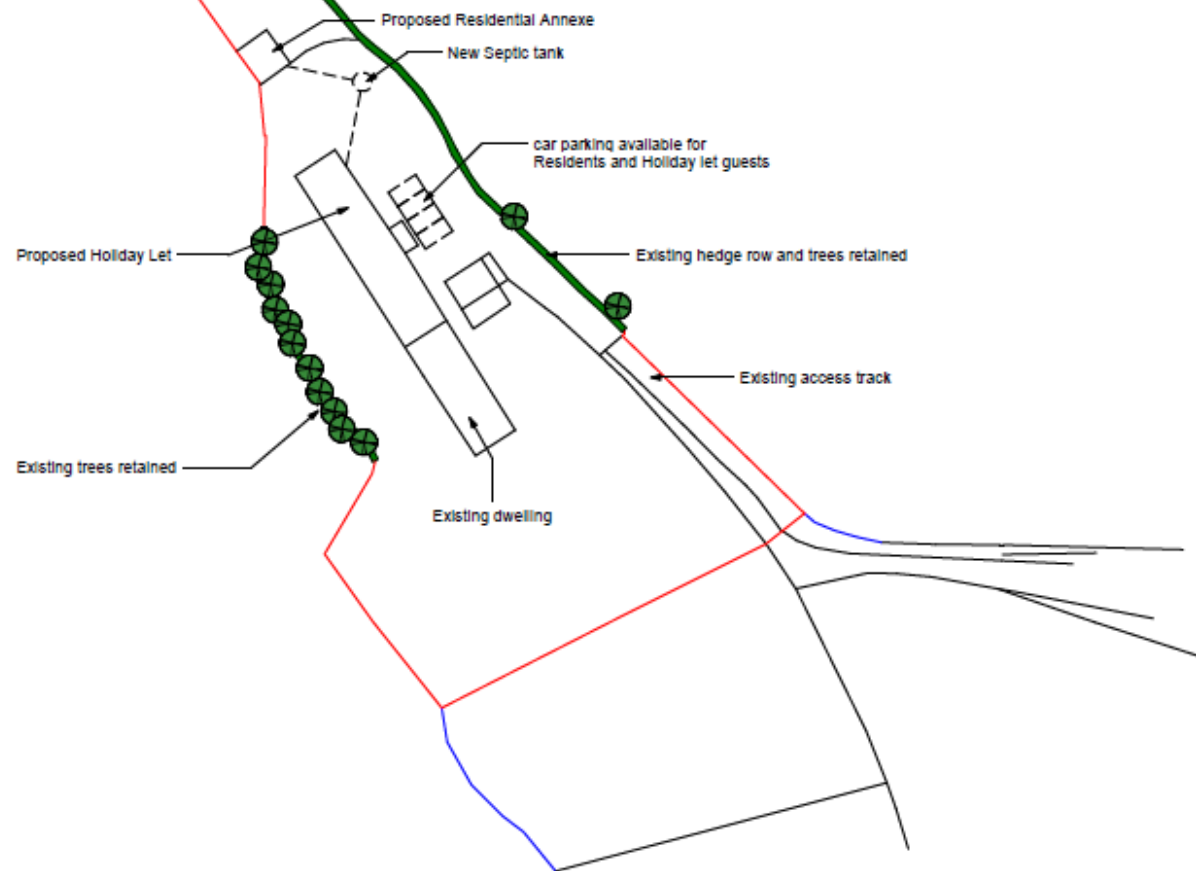 Proposed Residential Annexe
New Septic tank
car parking available for
Residents and Holiday let guests
Proposed Holiday Let
Existing hedge row and trees retained
Existing access track
Existing trees retained
Existing dwelling